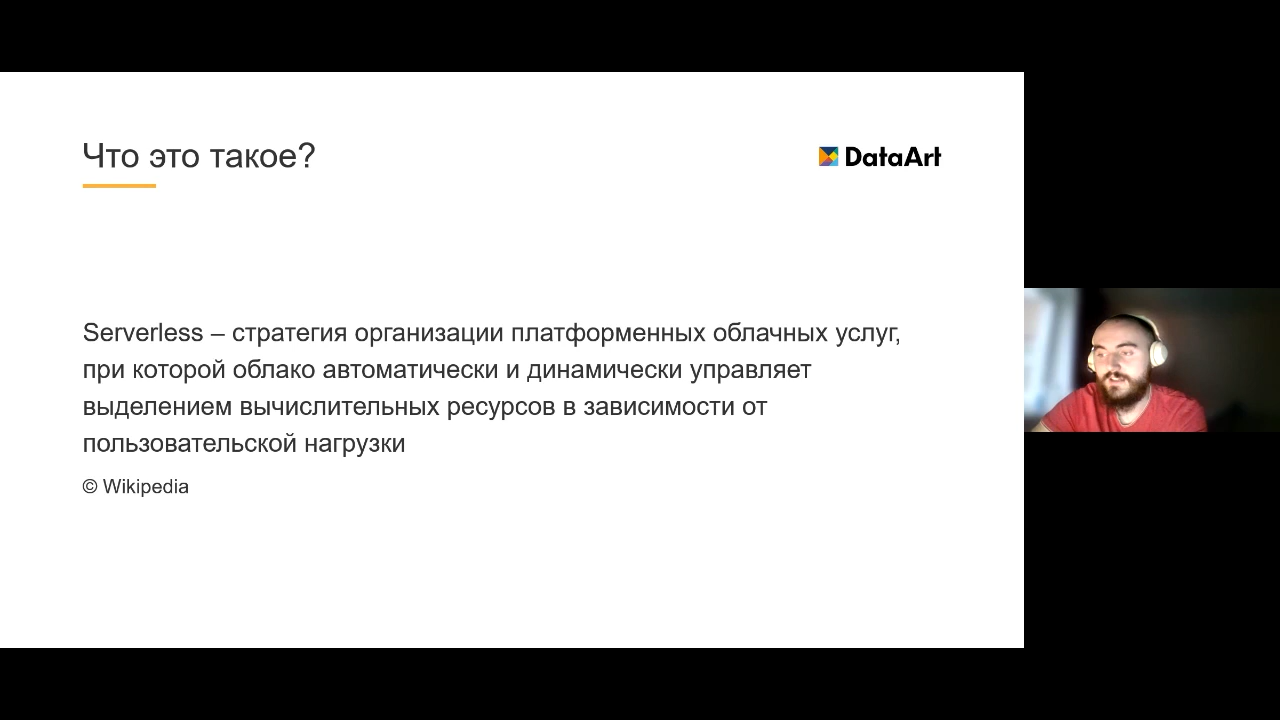 Что это такое?
DataArt
Serverless – стратегия организации платформенных облачных услуг,
при которой облако автоматически и динамически управляет
выделением вычислительных ресурсов в зависимости от
пользовательской нагрузки
© Wikipedia